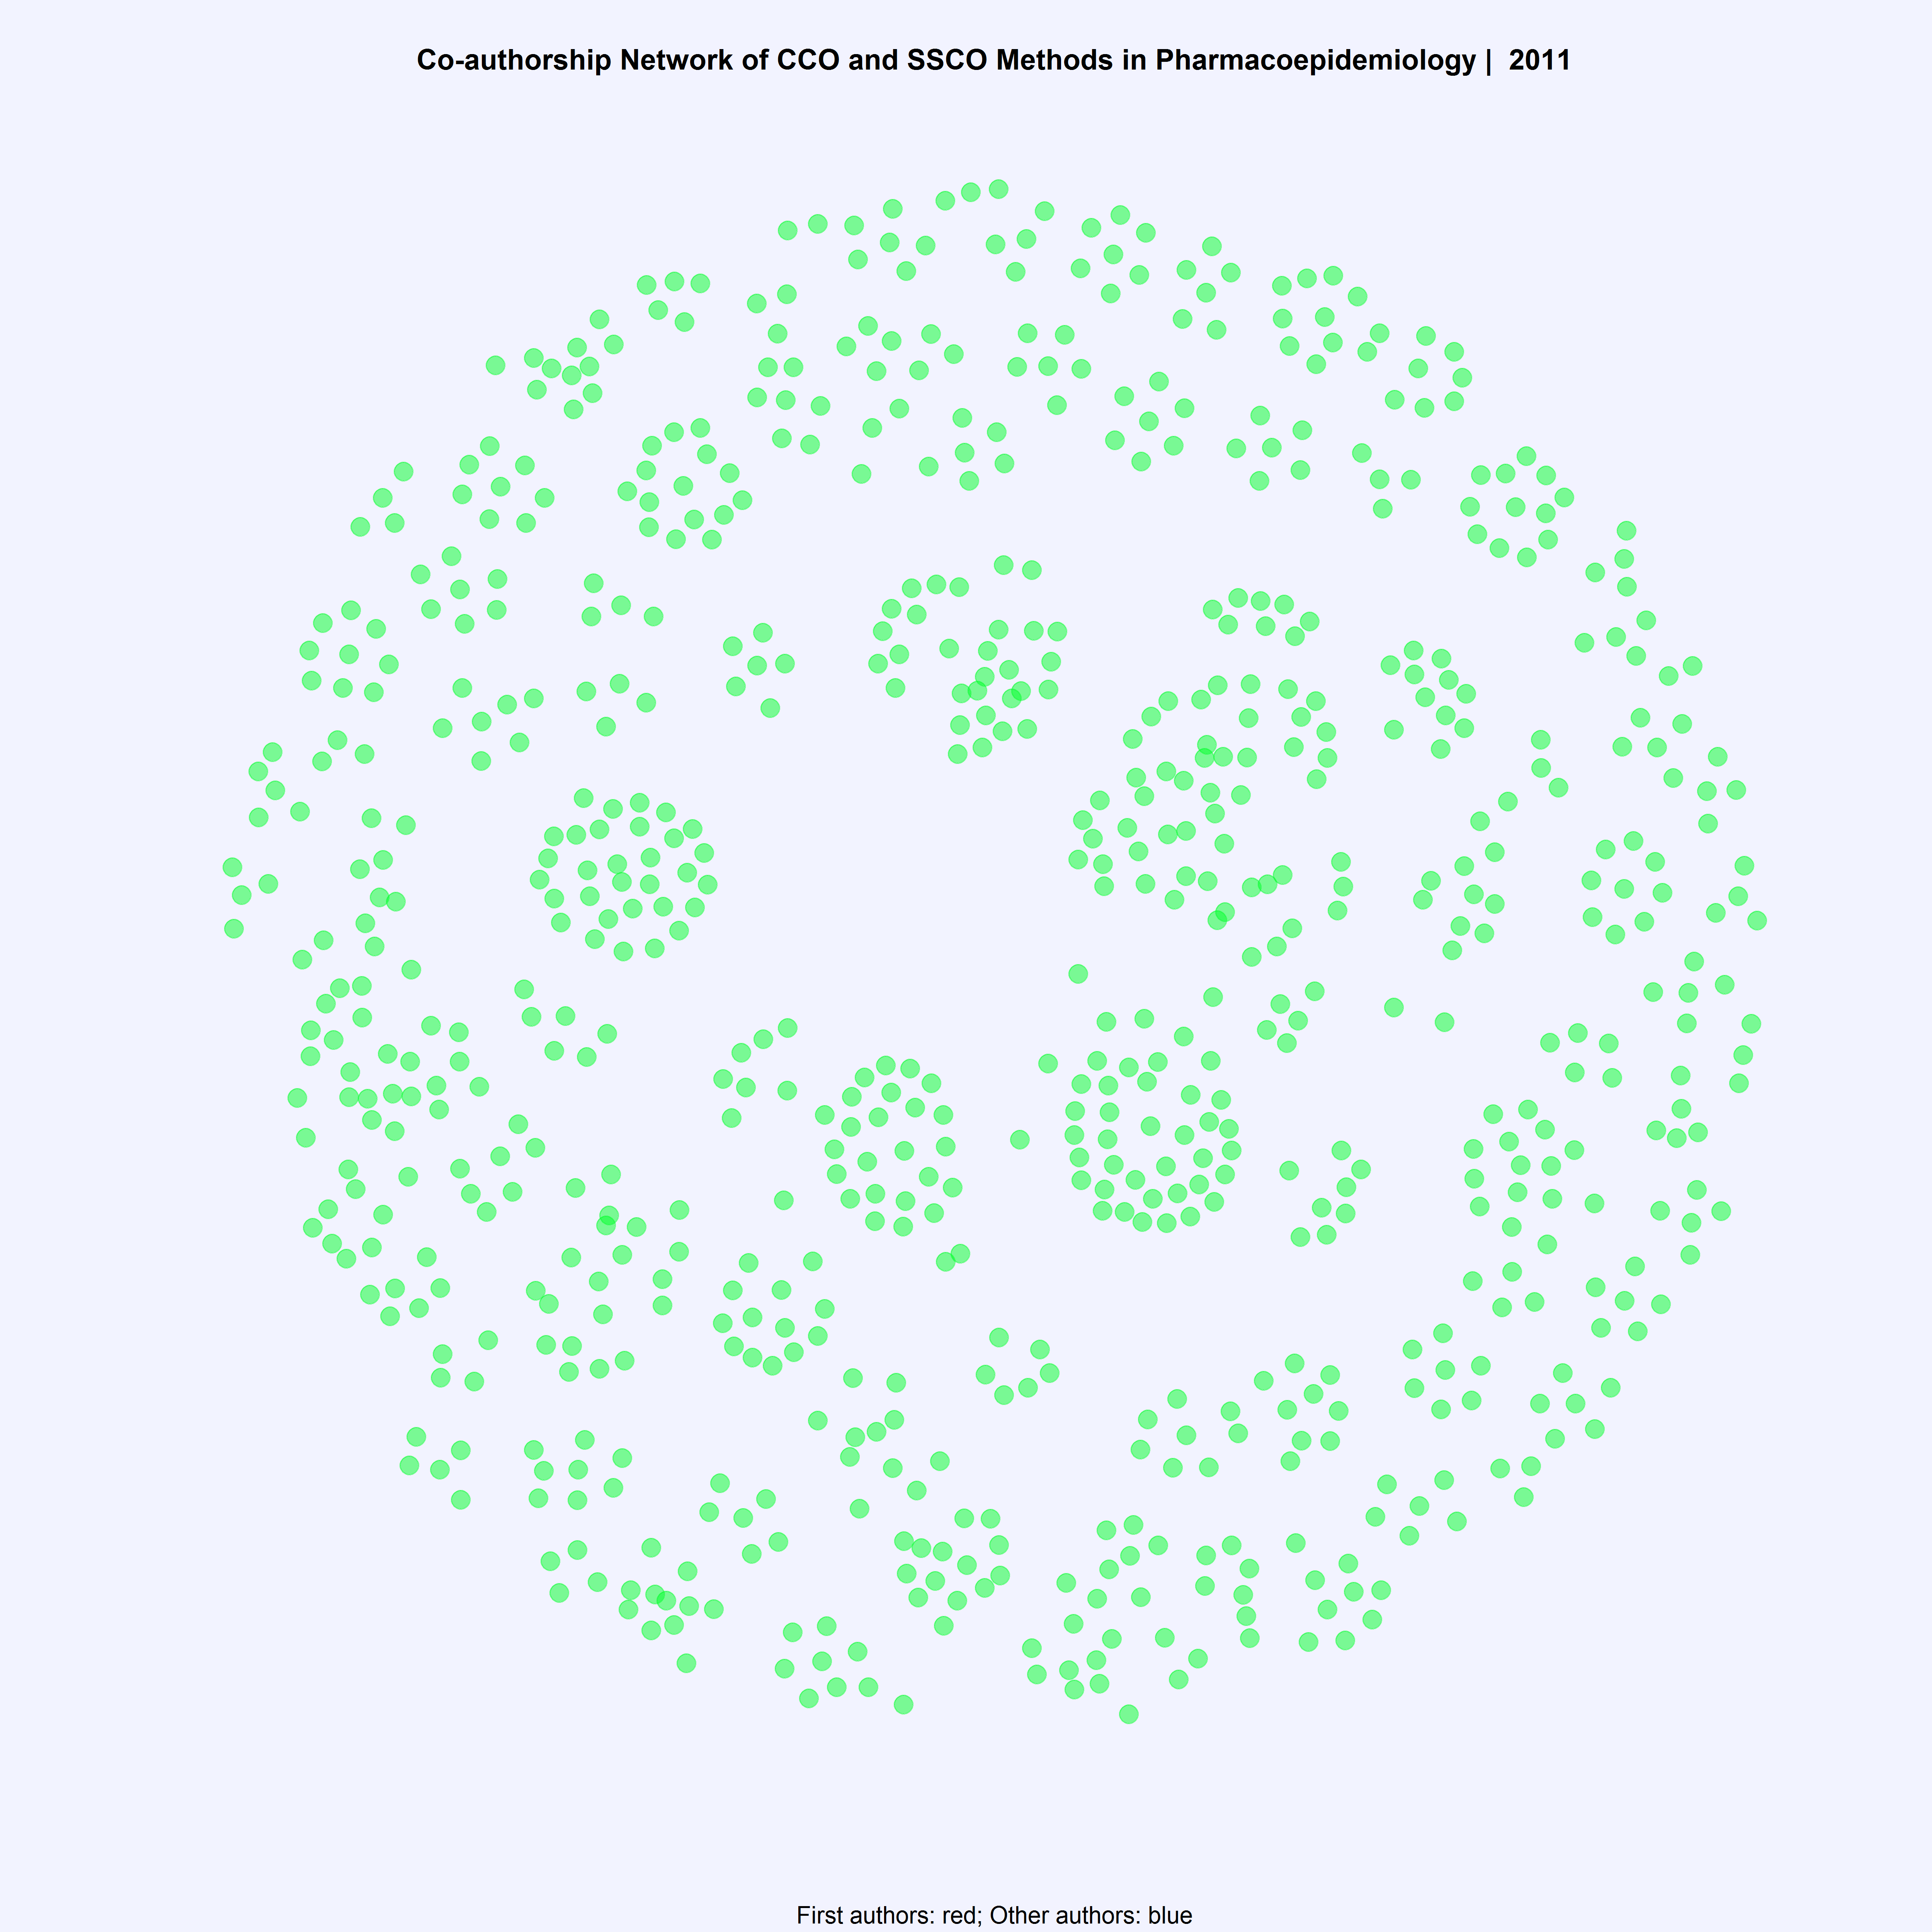 Co-authorship Network of CCO and SSCO Methods in Pharmacoepidemiology | 2011
First authors: red; Other authors: blue